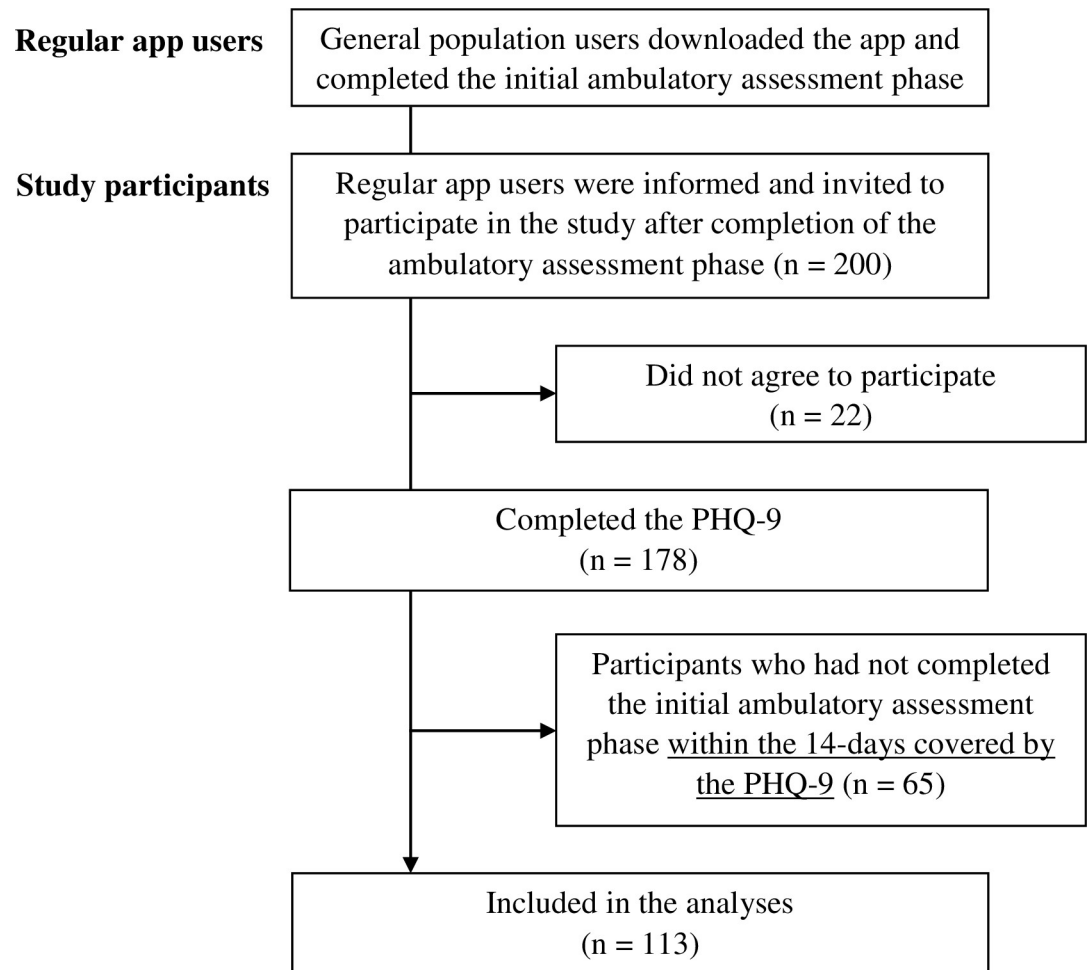 Regular app users
General population users downloaded the app and
completed the initial ambulatory assessment phase
Study participants
Regular app users were informed and invited to
participate in the study after completion of the
ambulatory assessment phase (n = 200)
Did not agree to participate
(n = 22)
Completed the PHQ-9
(n = 178)
Participants who had not completed
the initial ambulatory assessment
phase within the 14-days covered by
the PHQ-9 (n = 65)
Included in the analyses
(n = 113)